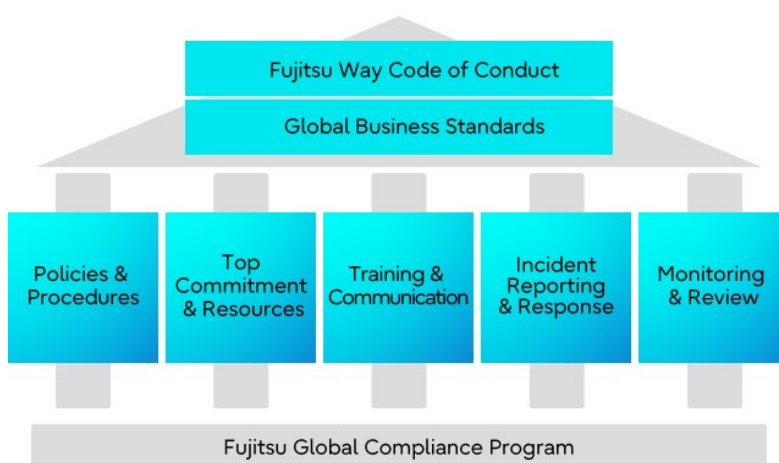 Fujitsu Way Code of Conduct
Global Business Standards
Policies &
Procedures
Top
Commitment
& Resources
Training &
Communication
Incident
Reporting
& Response
Monitoring
& Review
Fujitsu Global Compliance Program